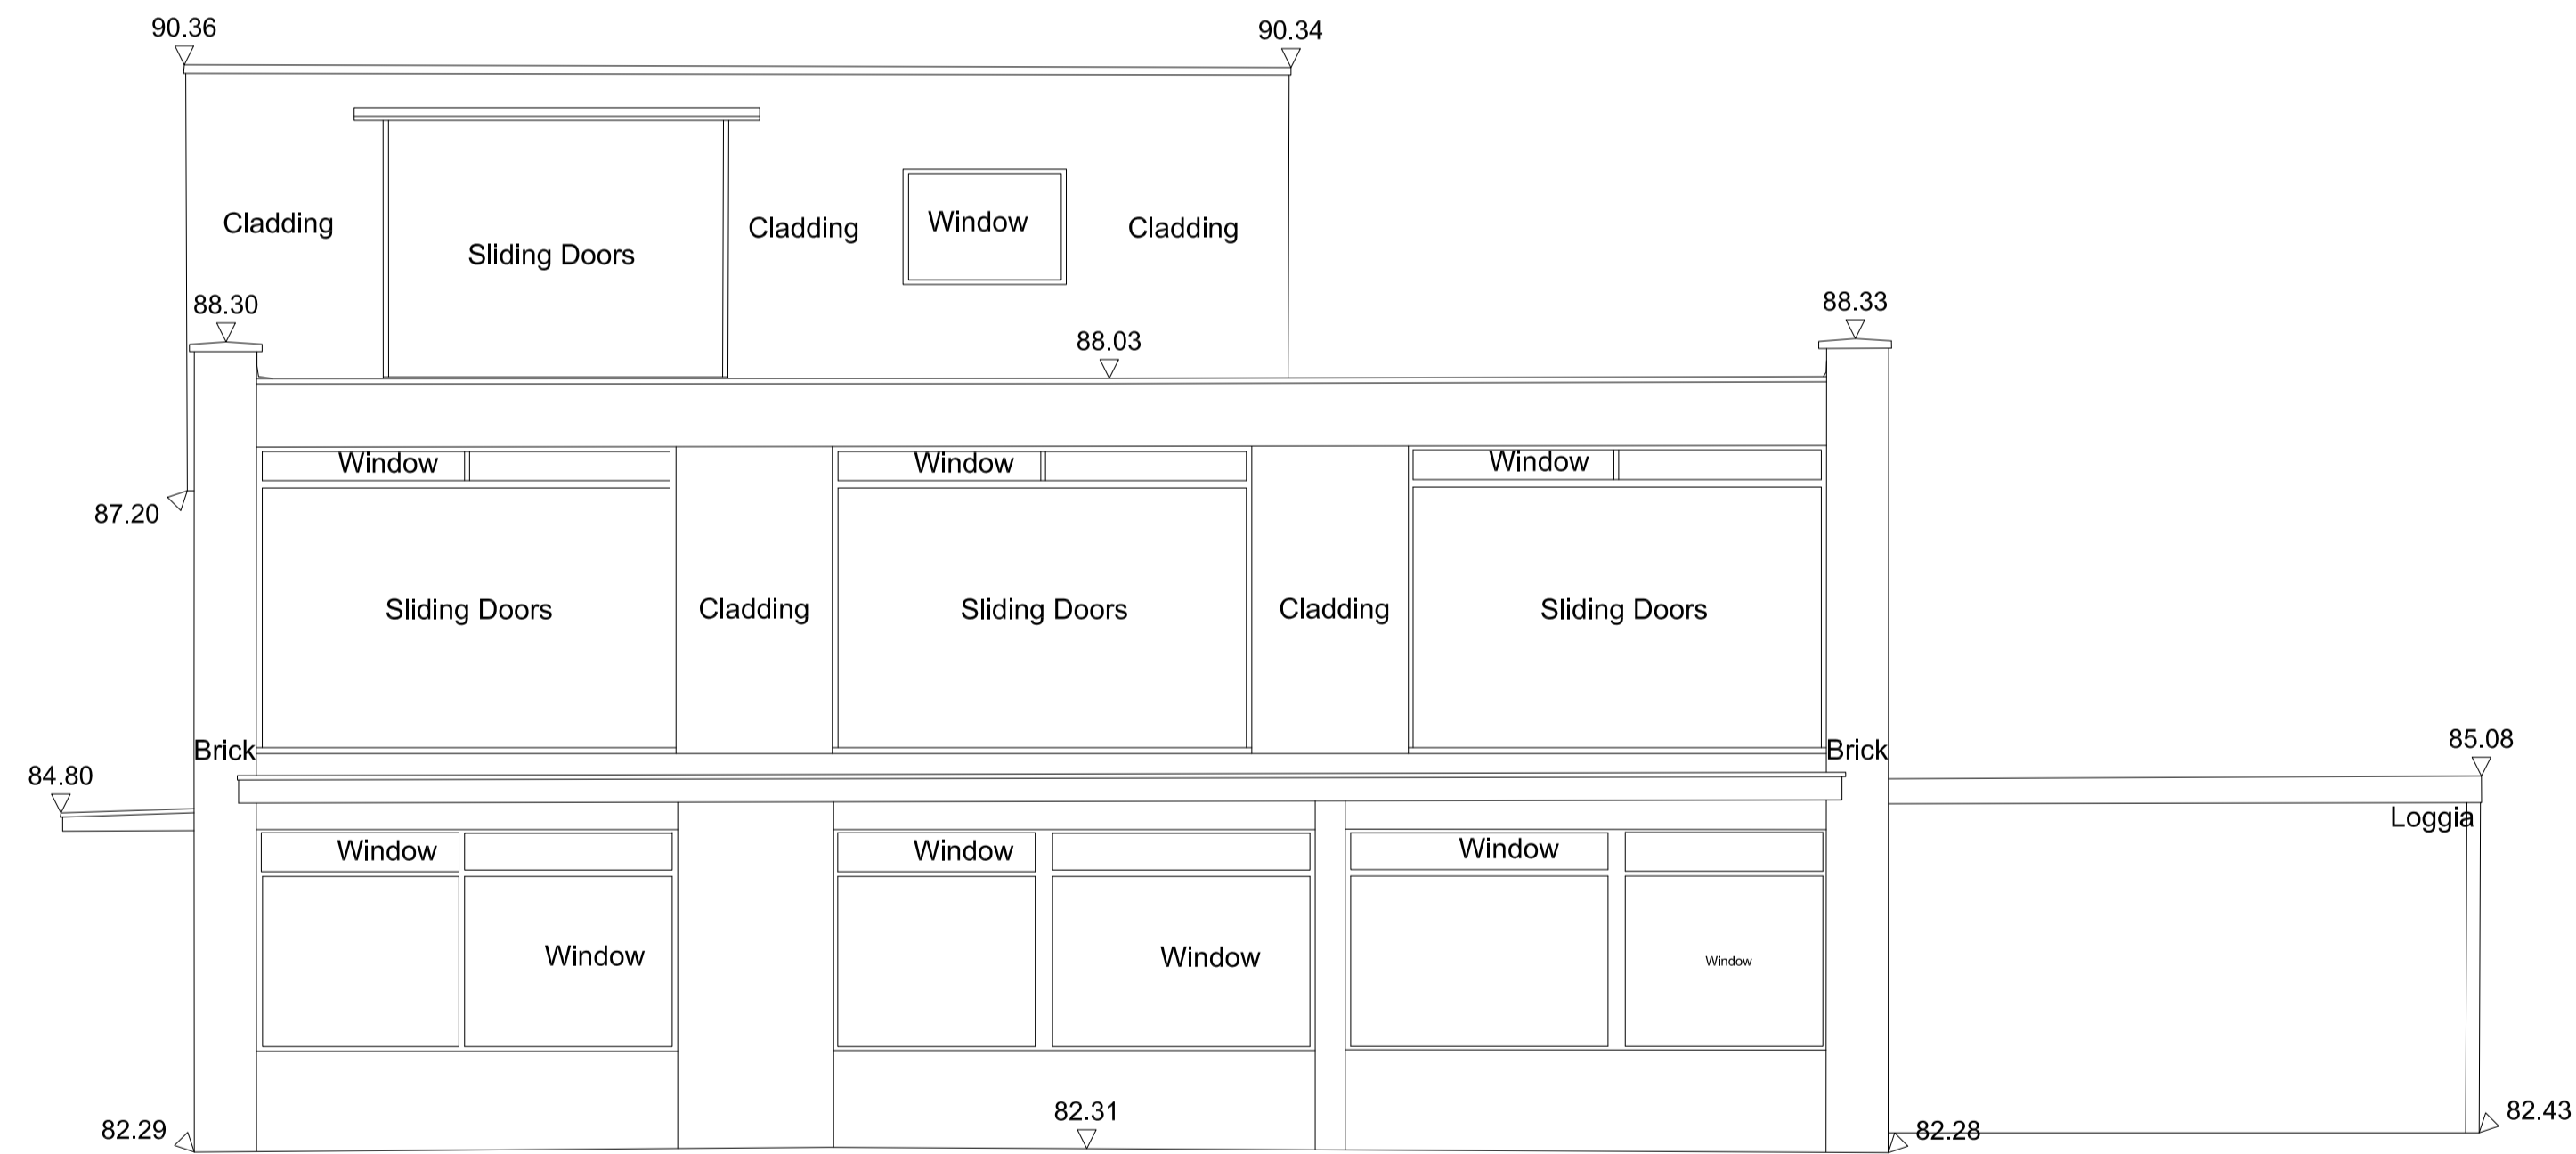 90.36
90.34
Cladding
Sliding Doors
Cladding
Window
Cladding
88.30
88.03
88.33
87.20
Window
Window
Window
Sliding Doors
Cladding
Sliding Doors
Cladding
Sliding Doors
Brick
Brick
84.80
85.08
Loggia
Window
Window
Window
Window
Window
Window
82.29
82.31
82.28
82.43